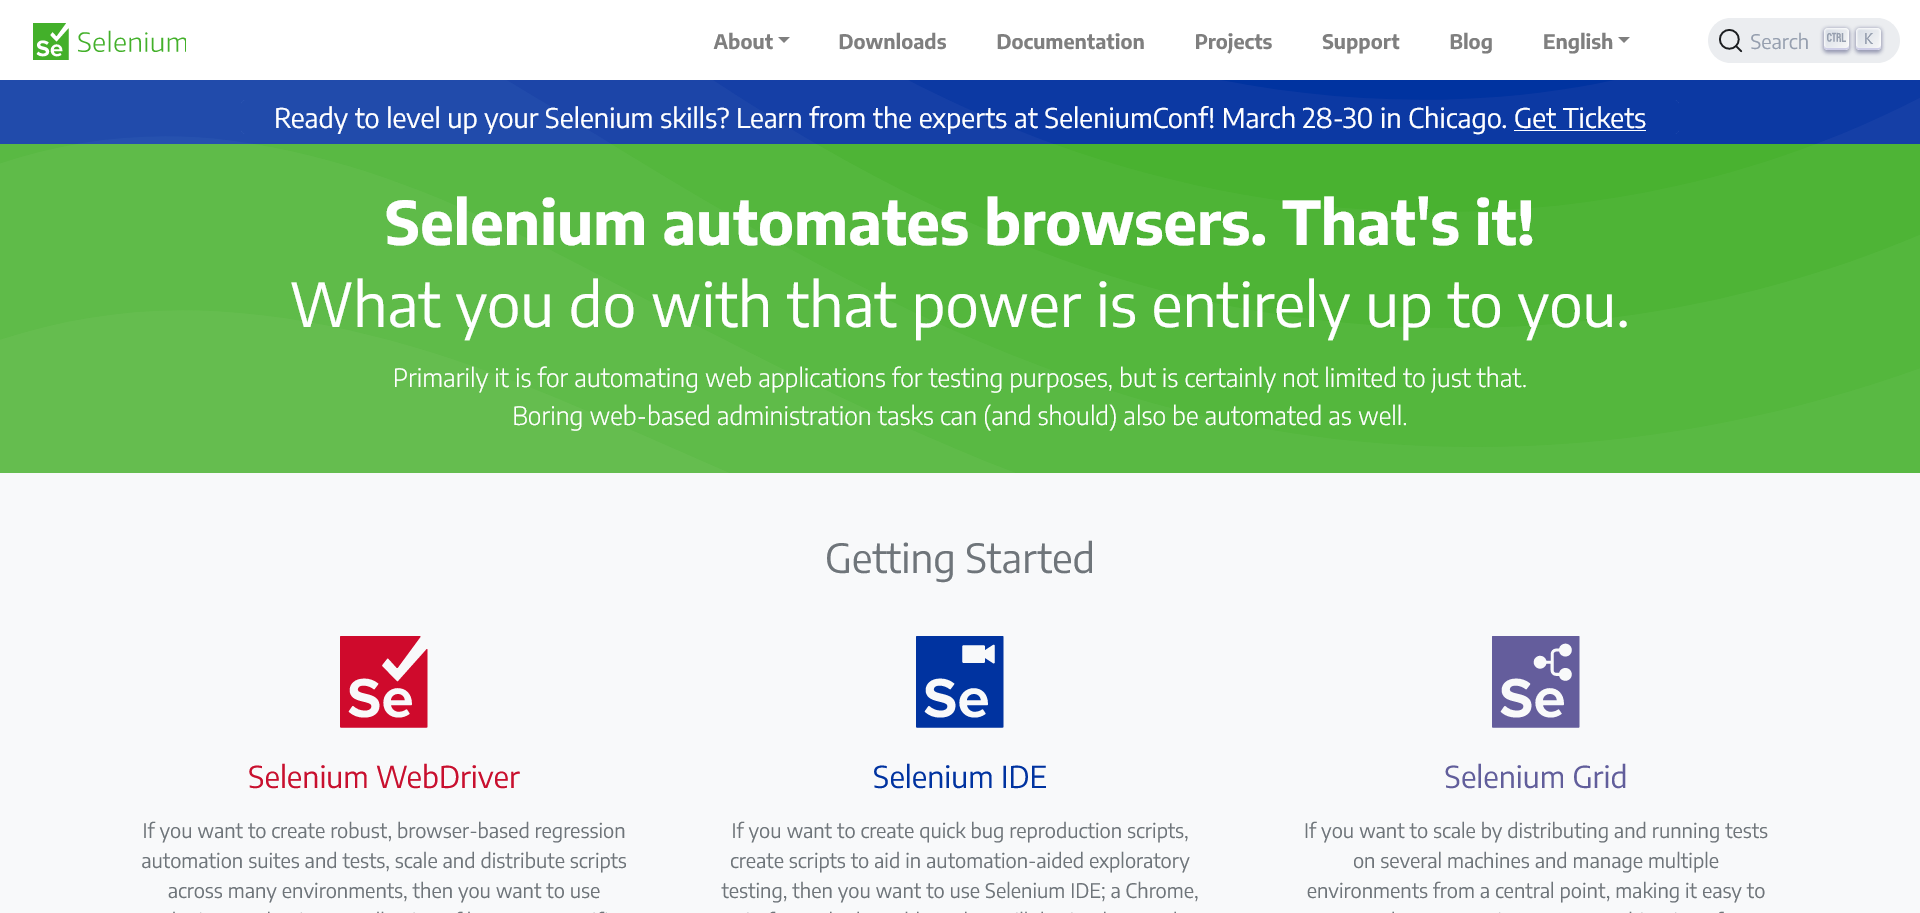 Se Selenium
About Downloads Documentation Projects Support Blog English Search CTRL K
Ready to level up your Selenium skills? Learn from the experts at SeleniumConf! March 28-30 in Chicago. Get Tickets
Selenium automates browsers. That's it!
What you do with that power is entirely up to you.
Primarily it is for automating web applications for testing purposes, but is certainly not limited to just that.
Boring web-based administration tasks can (and should) also be automated as well.
Getting Started
Se
Selenium WebDriver
If you want to create robust, browser-based regression
automation suites and tests, scale and distribute scripts
across many environments, then you want to use
Se
Selenium IDE
If you want to create quick bug reproduction scripts,
create scripts to aid in automation-aided exploratory
testing, then you want to use Selenium IDE; a Chrome,
Se
Selenium Grid
If you want to scale by distributing and running tests
on several machines and manage multiple
environments from a central point, making it easy to